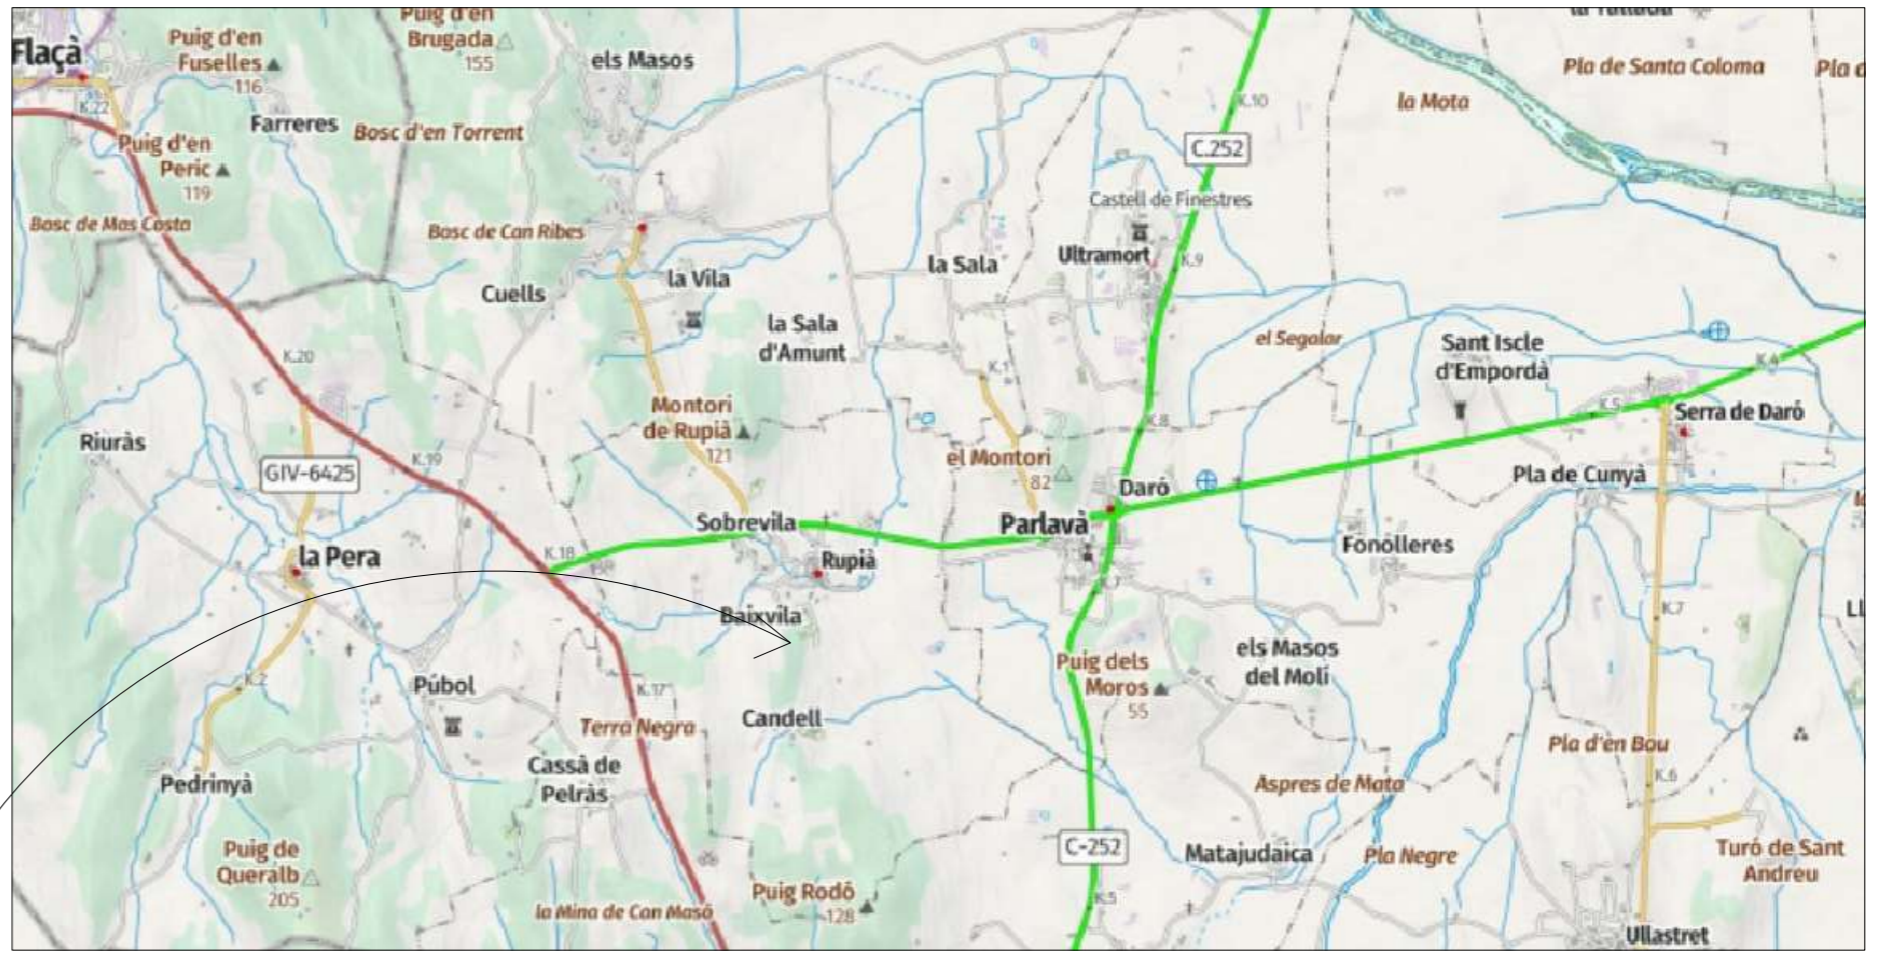 Puig d'en
Brugada
155
Flaçà
Puig d'en
Fuselles
116
els Masos
Pla de Santa Coloma
Pla d
la Mota
K.22
K.10
Farreres
Bosc d'en Torrent
Puig d'en
Peric
119
C.252
Castell de Finestres
Bosc de Mas Costa
Bosc de Can Ribes
Ultramort
K.9
la Sala
la Vila
Cuells
la Sala
d'Amunt
el Segalar
Sant Iscle
d'Empordà
K.20
K.1
K.4
K.5
Serra de Daró
Montori
de Rupià
121
K.8
Riuràs
K.19
GIV-6425
el Montori
82
Daró
Pla de Cunyà
Sobrevila
Parlavà
Fonolleres
K.18
la Pera
Rupià
K.7
Baixvila
K.7
Ll
els Masos
del Molí
Puig dels
Moros
55
K.2
Púbol
K.17
Candell
Terra Negra
Pla d'en Bou
Cassà de
Pelràs
Pedrinyà
Aspres de Mata
K.6
Puig de
Queralb
205
C-252
Matajudaica
Pla Negre
Turó de Sant
Andreu
Puig Rodó
128
K.5
la Mina de Can Masó
Ullastret